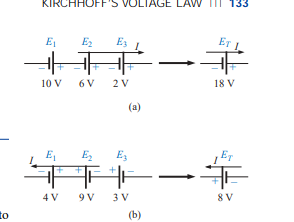 KIRCHHOFF'S VOLTAGE LAW ||| 133
E1 E2 E3 I ET I
– + – + – + – +
10 V 6 V 2 V 18 V
(a)
I E1 E2 E3 I ET
– + + – + – + –
4 V 9 V 3 V 8 V
to (b)